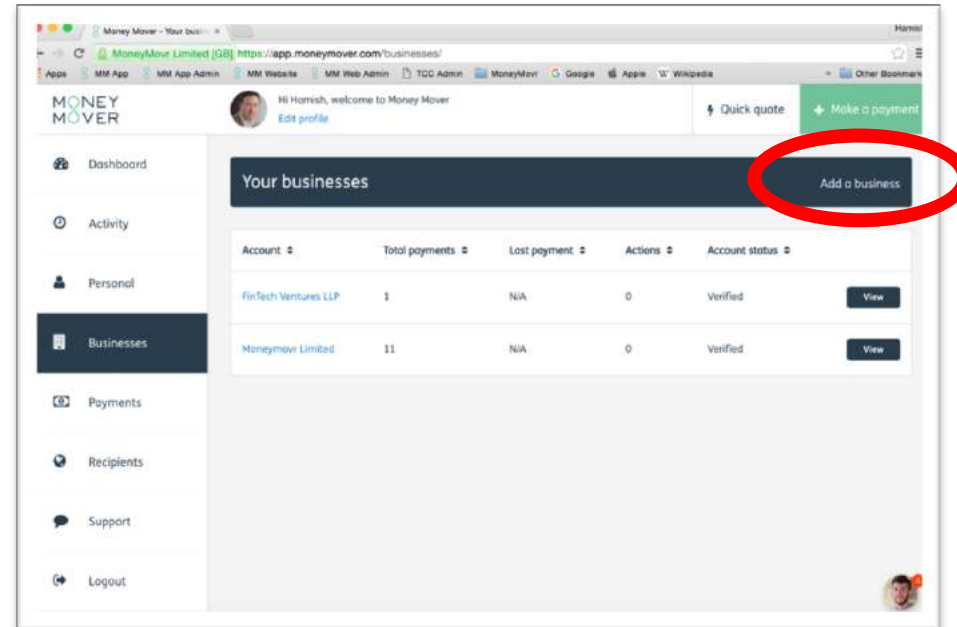 Money Mover - Your busin
Hamish
MoneyMovr Limited [GB] https://app.moneymover.com/businesses/
Apps MM App MM App Admin MM Website MM Web Admin TCC Admin MoneyMovr Google Apple Wikipedia Other Bookmark
MONEY
MOVER
Hi Hamish, welcome to Money Mover
Edit profile
Quick quote
Make a payment
Dashboard
Activity
Personal
Businesses
Payments
Recipients
Support
Logout
Your businesses
Add a business
Account Total payments Last payment Actions Account status
FinTech Ventures LLP 1 N/A 0 Verified View
Moneymovr Limited 11 N/A 0 Verified View
4